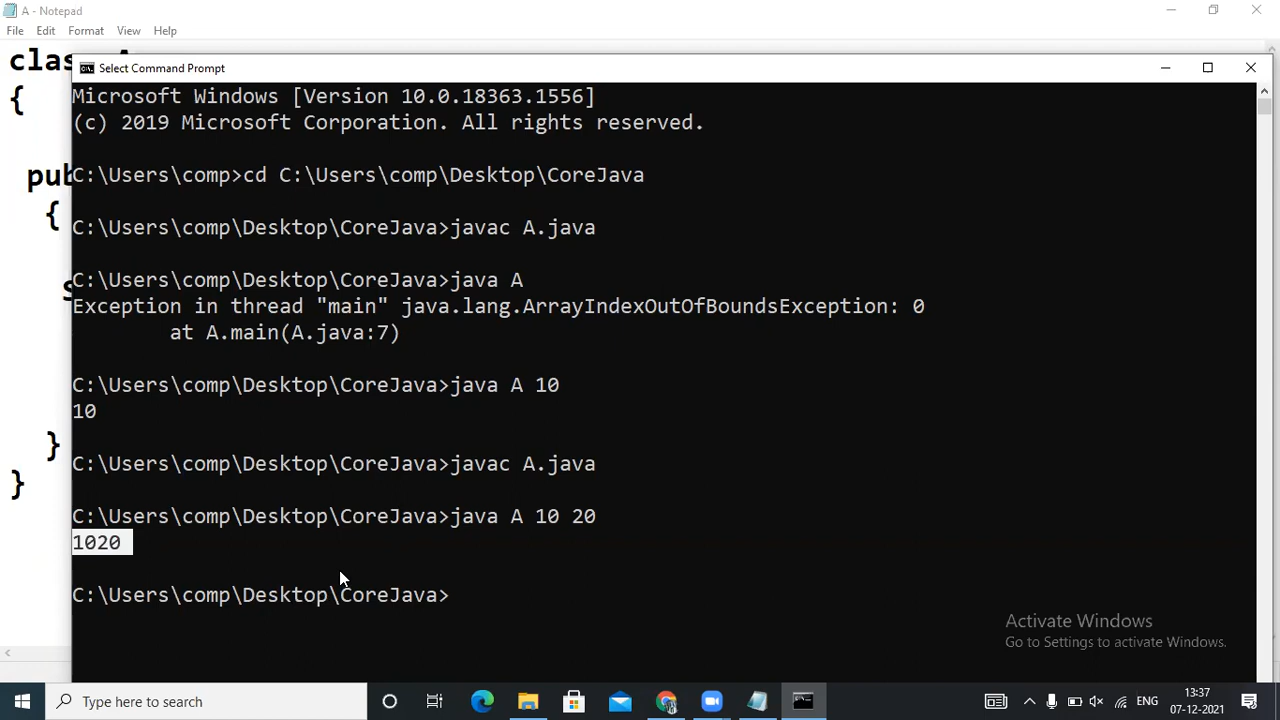 A - Notepad
File Edit Format View Help
clas
{
pub
{
}
}
Select Command Prompt
Microsoft Windows [Version 10.0.18363.1556]
(c) 2019 Microsoft Corporation. All rights reserved.
C:\Users\comp>cd C:\Users\comp\Desktop\CoreJava
C:\Users\comp\Desktop\CoreJava>javac A.java
C:\Users\comp\Desktop\CoreJava>java A
Exception in thread "main" java.lang.ArrayIndexOutOfBoundsException: 0
at A.main(A.java:7)
C:\Users\comp\Desktop\CoreJava>java A 10
10
C:\Users\comp\Desktop\CoreJava>javac A.java
C:\Users\comp\Desktop\CoreJava>java A 10 20
1020
C:\Users\comp\Desktop\CoreJava>
Activate Windows
Go to Settings to activate Windows.
Type here to search
ENG
13:37
07-12-2021